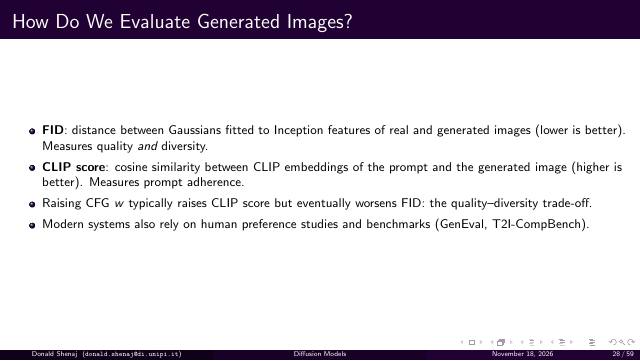 How Do We Evaluate Generated Images?
FID: distance between Gaussians fitted to Inception features of real and generated images (lower is better).
Measures quality and diversity.
CLIP score: cosine similarity between CLIP embeddings of the prompt and the generated image (higher is
better). Measures prompt adherence.
Raising CFG w typically raises CLIP score but eventually worsens FID: the quality–diversity trade-off.
Modern systems also rely on human preference studies and benchmarks (GenEval, T2I-CompBench).
Donald Shenaj (donald.shenaj@di.unipi.it) Diffusion Models November 18, 2026 28 / 59